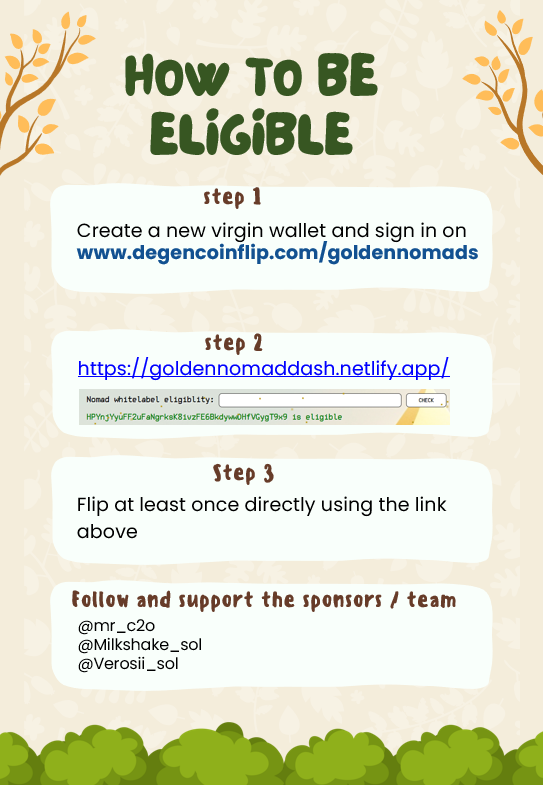 HOW TO BE
ELIGIBLE
step 1
Create a new virgin wallet and sign in on
www.degencoinflip.com/goldennomads
step 2
https://goldennomaddash.netlify.app/
Nomad whitelabel eligiblity: CHECK
HPYnjYyuFF2uFaNgrksK8ivzFE6BkdywwDHfVGygT9x9 is eligible
Step 3
Flip at least once directly using the link
above
Follow and support the sponsors / team
@mr_c2o
@Milkshake_sol
@Verosii_sol